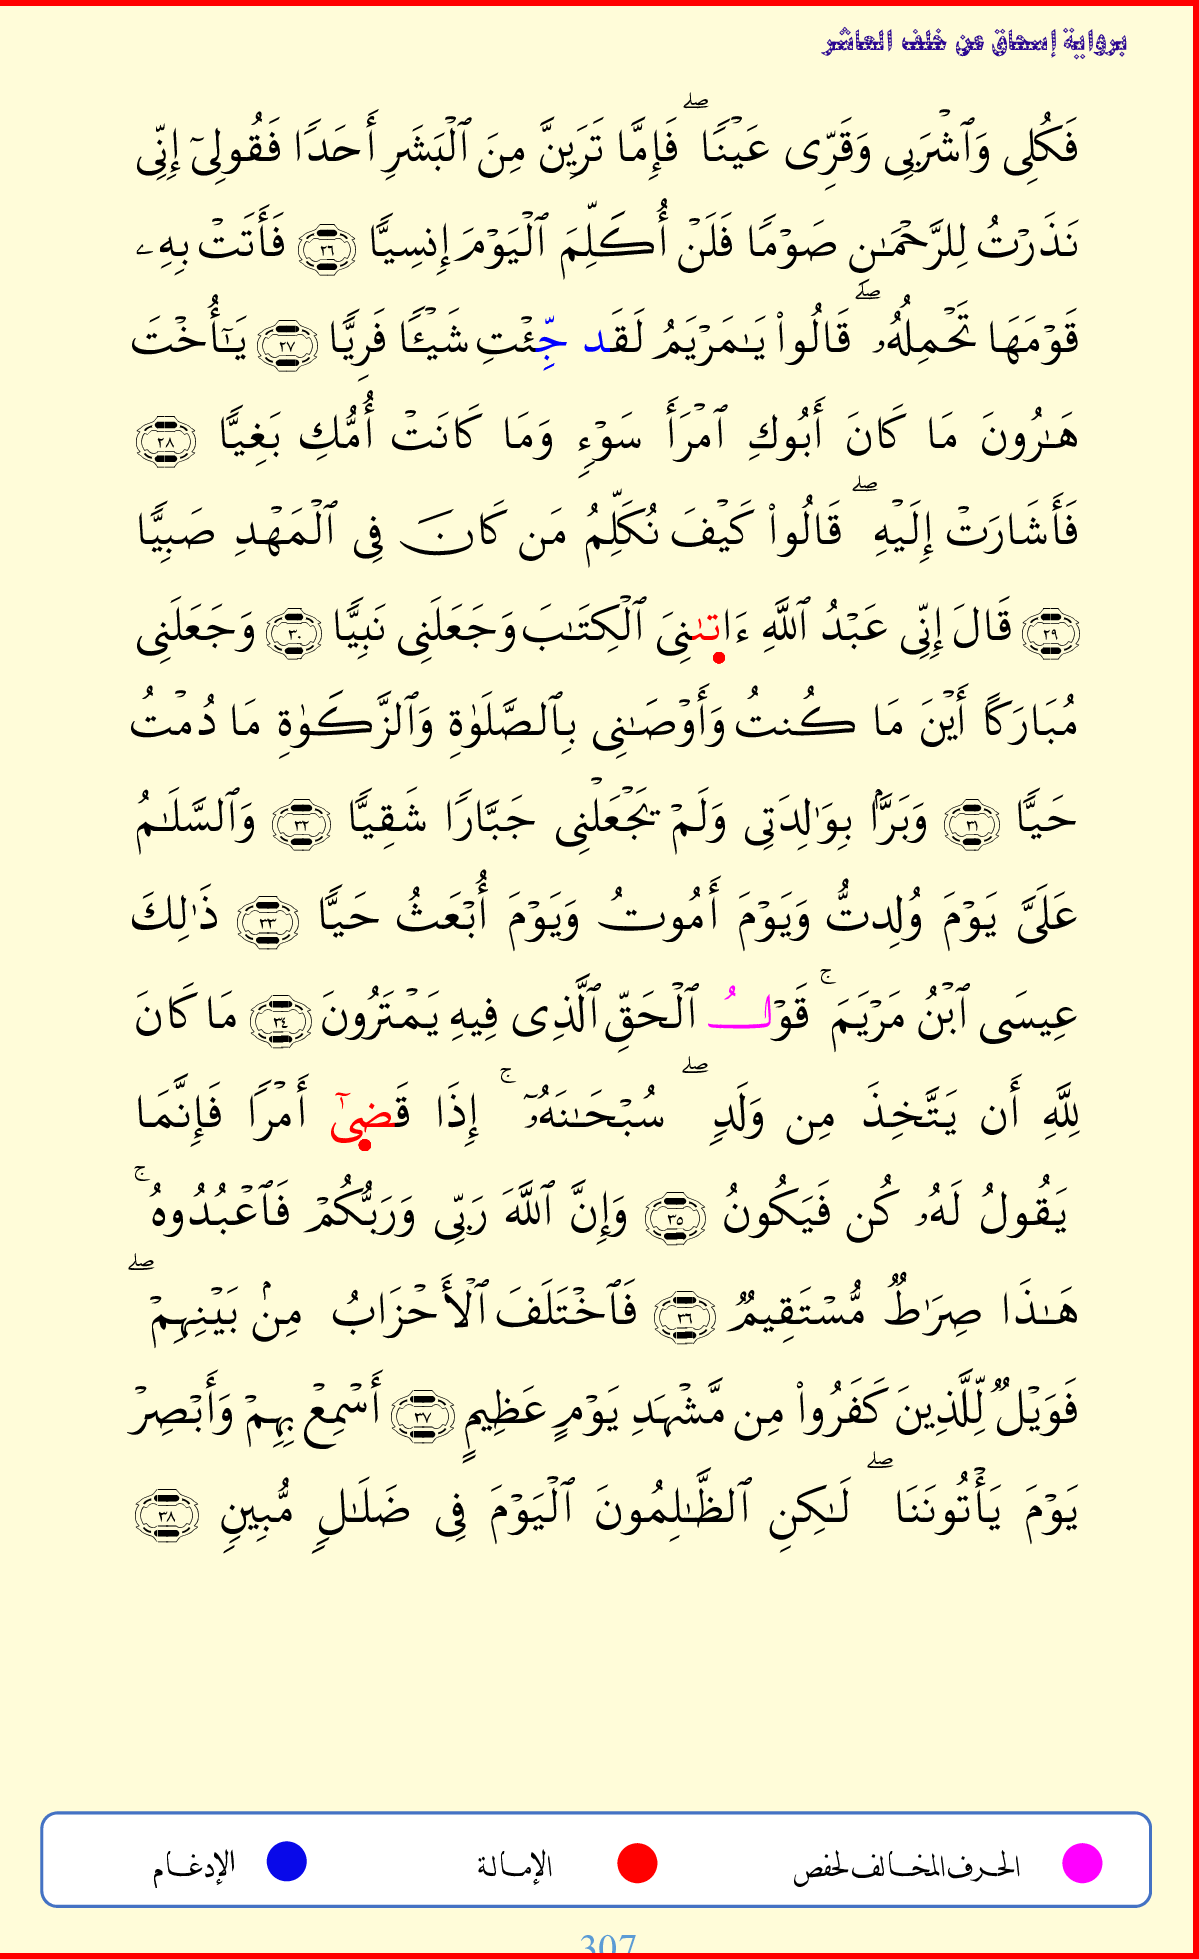 برواية إسحاق عن خلف العاشر
فَكُلِى وَٱشْرَبِى وَقَرِّى عَيْنًا ۖ فَإِمَّا تَرَيِنَّ مِنَ ٱلْبَشَرِ أَحَدًا فَقُولِىٓ إِنِّى
نَذَرْتُ لِلرَّحْمَـٰنِ صَوْمًا فَلَنْ أُكَلِّمَ ٱلْيَوْمَ إِنسِيًّا ٢٦ فَأَتَتْ بِهِۦ
قَوْمَهَا تَحْمِلُهُۥ ۖ قَالُوا۟ يَـٰمَرْيَمُ لَقَد جِّئْتِ شَيْـًٔا فَرِيًّا ٢٧ يَـٰٓأُخْتَ
هَـٰرُونَ مَا كَانَ أَبُوكِ ٱمْرَأَ سَوْءٍ وَمَا كَانَتْ أُمُّكِ بَغِيًّا ٢٨
فَأَشَارَتْ إِلَيْهِ ۖ قَالُوا۟ كَيْفَ نُكَلِّمُ مَن كَانَ فِى ٱلْمَهْدِ صَبِيًّا
٢٩ قَالَ إِنِّى عَبْدُ ٱللَّهِ ءَاتَىٰنِىَ ٱلْكِتَـٰبَ وَجَعَلَنِى نَبِيًّا ٣٠ وَجَعَلَنِى
مُبَارَكًا أَيْنَ مَا كُنتُ وَأَوْصَـٰنِى بِٱلصَّلَوٰةِ وَٱلزَّكَوٰةِ مَا دُمْتُ
حَيًّا ٣١ وَبَرًّۢا بِوَٰلِدَتِى وَلَمْ يَجْعَلْنِى جَبَّارًا شَقِيًّا ٣٢ وَٱلسَّلَـٰمُ
عَلَىَّ يَوْمَ وُلِدتُّ وَيَوْمَ أَمُوتُ وَيَوْمَ أُبْعَثُ حَيًّا ٣٣ ذَٰلِكَ
عِيسَى ٱبْنُ مَرْيَمَ ۚ قَوْلُ ٱلْحَقِّ ٱلَّذِى فِيهِ يَمْتَرُونَ ٣٤ مَا كَانَ
لِلَّهِ أَن يَتَّخِذَ مِن وَلَدٍ ۖ سُبْحَـٰنَهُۥٓ ۚ إِذَا قَضَىٰٓ أَمْرًا فَإِنَّمَا
يَقُولُ لَهُۥ كُن فَيَكُونُ ٣٥ وَإِنَّ ٱللَّهَ رَبِّى وَرَبُّكُمْ فَٱعْبُدُوهُ ۚ
هَـٰذَا صِرَٰطٌ مُّسْتَقِيمٌ ٣٦ فَٱخْتَلَفَ ٱلْأَحْزَابُ مِنۢ بَيْنِهِمْ ۖ
فَوَيْلٌ لِّلَّذِينَ كَفَرُوا۟ مِن مَّشْهَدِ يَوْمٍ عَظِيمٍ ٣٧ أَسْمِعْ بِهِمْ وَأَبْصِرْ
يَوْمَ يَأْتُونَنَا ۖ لَـٰكِنِ ٱلظَّـٰلِمُونَ ٱلْيَوْمَ فِى ضَلَـٰلٍ مُّبِينٍ ٣٨
الحرف المخالف لحفص الإمالة الإدغام
307